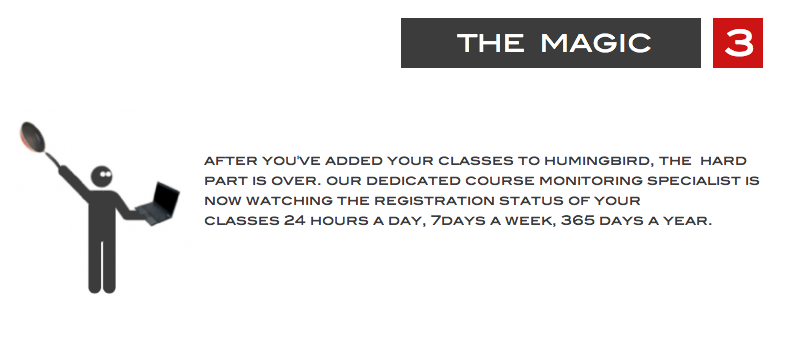 THE MAGIC 3
AFTER YOU'VE ADDED YOUR CLASSES TO HUMINGBIRD, THE HARD
PART IS OVER. OUR DEDICATED COURSE MONITORING SPECIALIST IS
NOW WATCHING THE REGISTRATION STATUS OF YOUR
CLASSES 24 HOURS A DAY, 7DAYS A WEEK, 365 DAYS A YEAR.